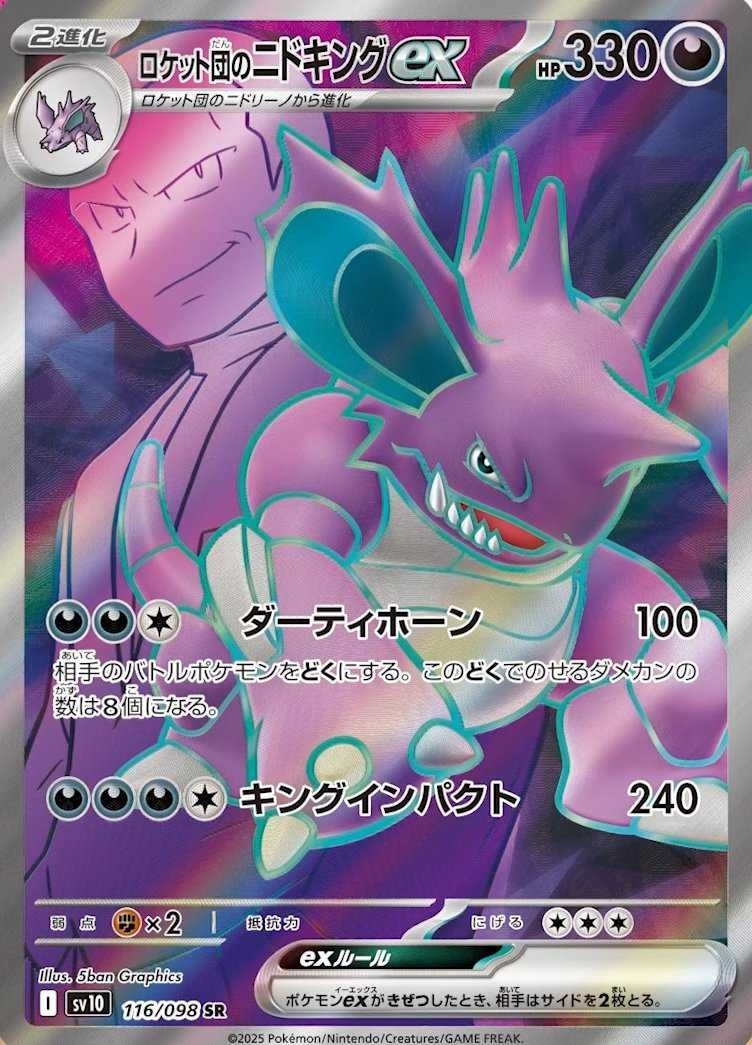 2進化
ロケット団のニドキングex HP330
ロケット団のニドリーノから進化
ダーティホーン 100
相手のバトルポケモンをどくにする。このどくでのせるダメカンの
数は8個になる。
キングインパクト 240
弱点 ×2 抵抗力 にげる
exルール
ポケモンexがきぜつしたとき、相手はサイドを2枚とる。
Illus. 5ban Graphics
I sv10 116/098 SR
©2025 Pokémon/Nintendo/Creatures/GAME FREAK.